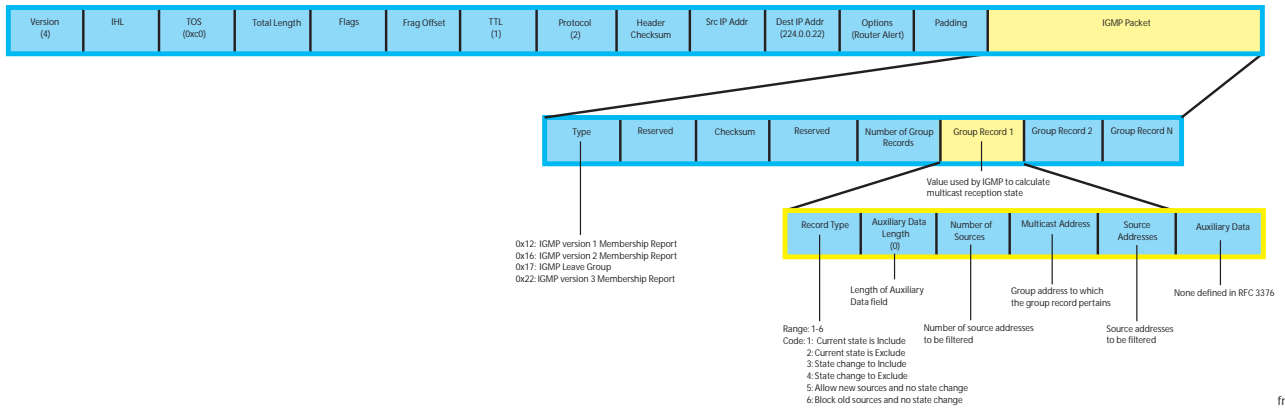 Version
(4)
IHL
TOS
(0xc0)
Total Length
Flags
Frag Offset
TTL
(1)
Protocol
(2)
Header
Checksum
Src IP Addr
Dest IP Addr
(224.0.0.22)
Options
(Router Alert)
Padding
IGMP Packet
Type
Reserved
Checksum
Reserved
Number of Group
Records
Group Record 1
Group Record 2
Group Record N
Value used by IGMP to calculate
multicast reception state
0x12: IGMP version 1 Membership Report
0x16: IGMP version 2 Membership Report
0x17: IGMP Leave Group
0x22: IGMP version 3 Membership Report
Record Type
Auxiliary Data
Length
(0)
Number of
Sources
Multicast Address
Source
Addresses
Auxiliary Data
Length of Auxiliary
Data field
Group address to which
the group record pertains
None defined in RFC 3376
Range: 1-6
Code: 1: Current state is Include
2: Current state is Exclude
3: State change to Include
4: State change to Exclude
5: Allow new sources and no state change
6: Block old sources and no state change
Number of source addresses
to be filtered
Source addresses
to be filtered